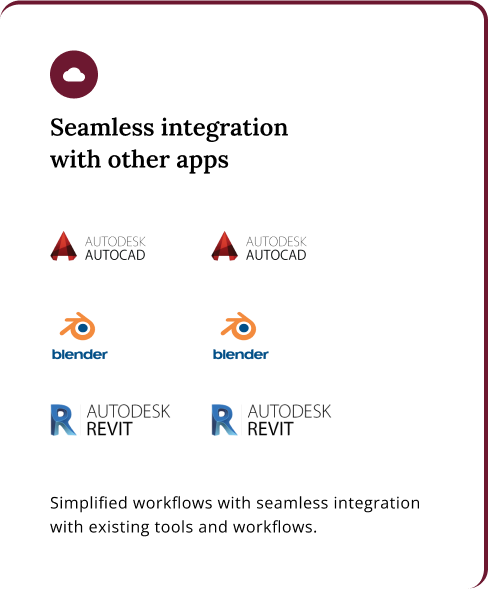 Seamless integration
with other apps
AUTODESK AUTODESK
AUTOCAD AUTOCAD
blender blender
AUTODESK AUTODESK
REVIT REVIT
Simplified workflows with seamless integration
with existing tools and workflows.